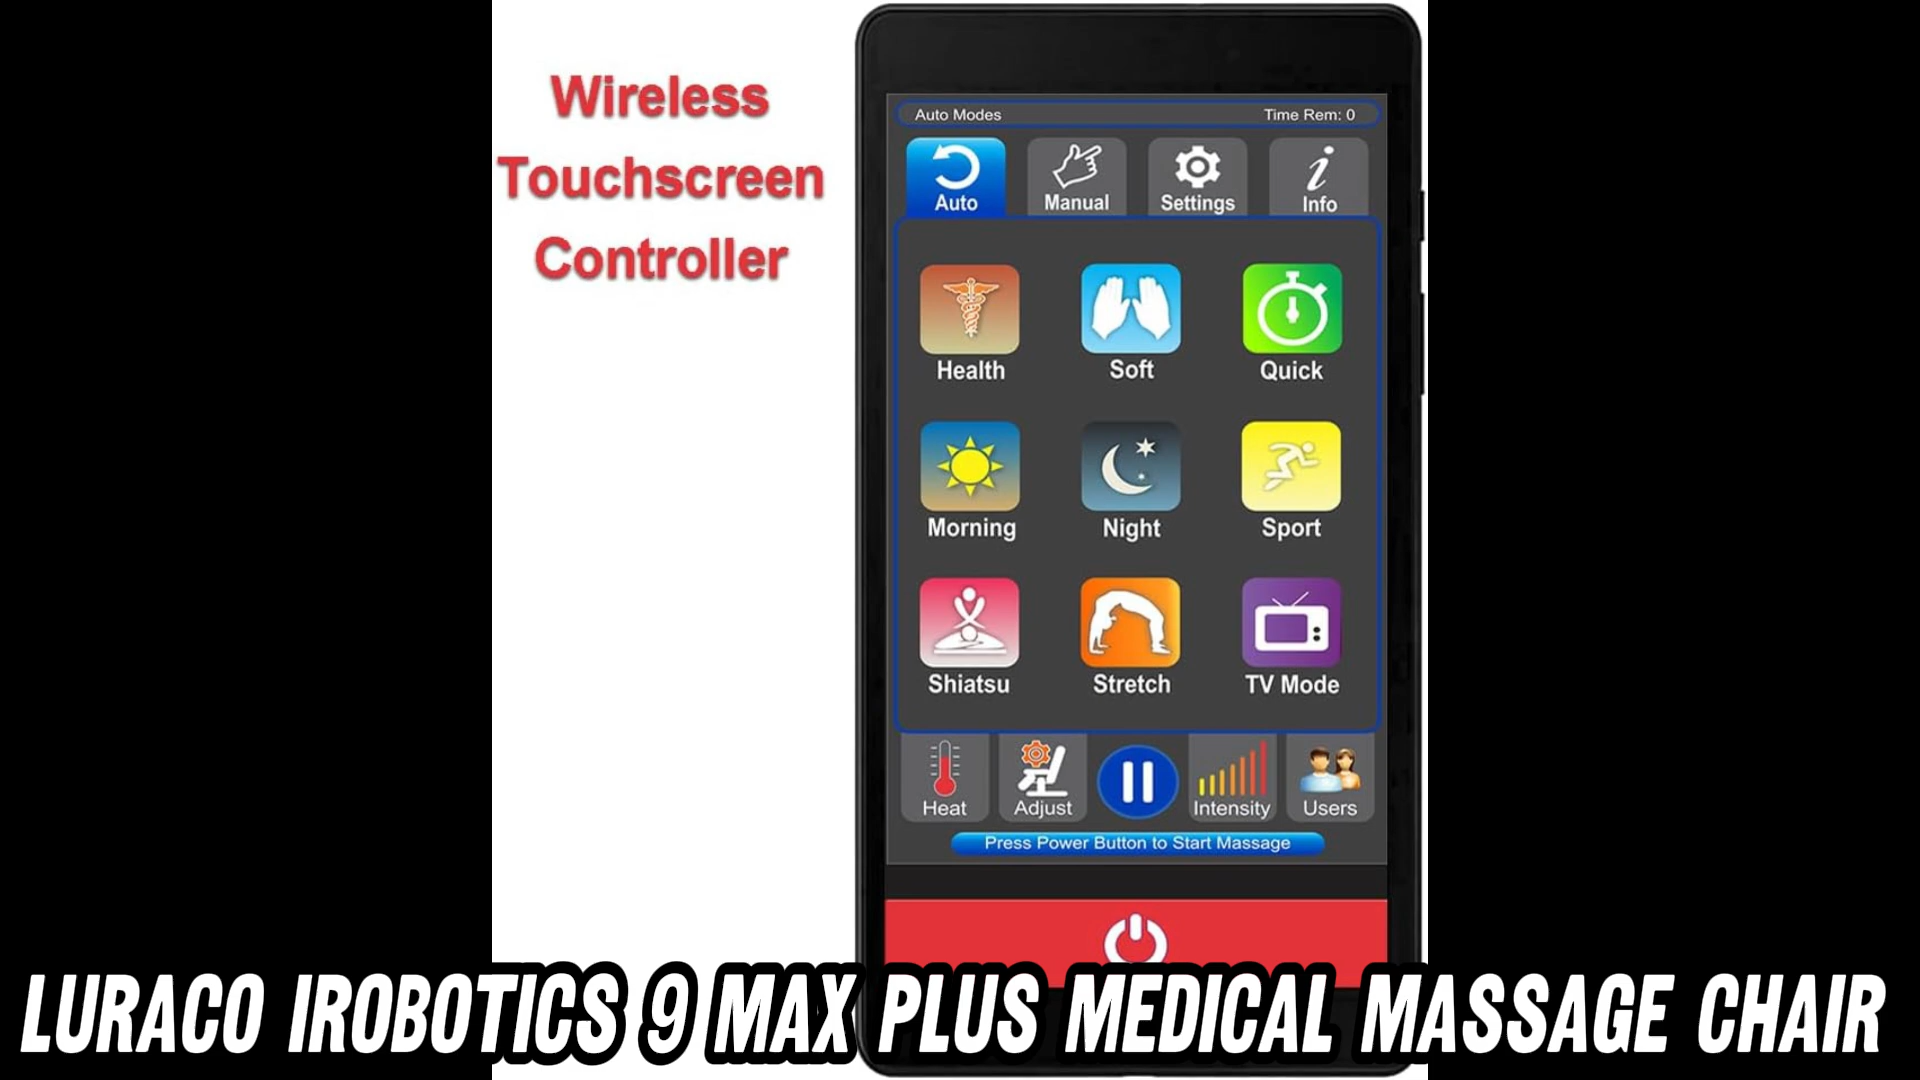 Wireless
Touchscreen
Controller
Auto Modes Time Rem: 0
Auto Manual Settings Info
Health Soft Quick
Morning Night Sport
Shiatsu Stretch TV Mode
Heat Adjust Intensity Users
Press Power Button to Start Massage
LURACO IROBOTICS 9 MAX PLUS MEDICAL MASSAGE CHAIR